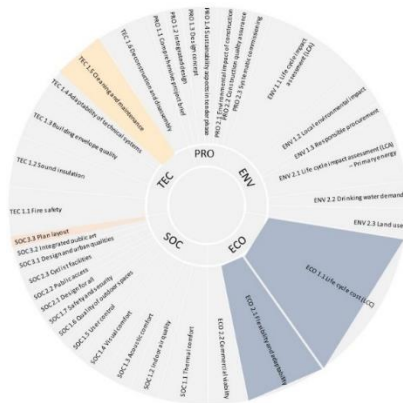 PRO
ENV
ECO
SOC
TEC
PRO 1.1 Comprehensive project brief
PRO 1.2 Integrated design
PRO 1.3 Design concept
PRO 1.4 Sustainability aspects in tender phase
PRO 2.1 Environmental impact of construction
PRO 2.2 Construction quality assurance
PRO 2.3 Systematic commissioning
ENV 1.1 Life cycle impact
assessment (LCA)
ENV 1.2 Local environmental impact
ENV 1.3 Responsible procurement
ENV 2.1 Life cycle impact assessment (LCA)
– Primary energy
ENV 2.2 Drinking water demand
ENV 2.3 Land use
ECO 1.1 Life cycle cost (LCC)
ECO 2.1 Flexibility and adaptability
ECO 2.2 Commercial viability
SOC 1.1 Thermal comfort
SOC 1.2 Indoor air quality
SOC 1.3 Acoustic comfort
SOC 1.4 Visual comfort
SOC 1.5 User control
SOC 1.6 Quality of outdoor spaces
SOC 1.7 Safety and security
SOC 2.1 Design for all
SOC 2.2 Public access
SOC 2.3 Cyclist facilities
SOC 3.1 Design and urban qualities
SOC 3.2 Integrated public art
SOC 3.3 Plan layout
TEC 1.1 Fire safety
TEC 1.2 Sound insulation
TEC 1.3 Building envelope quality
TEC 1.4 Adaptability of technical systems
TEC 1.5 Cleaning and maintenance
TEC 1.6 Deconstruction and disassembly